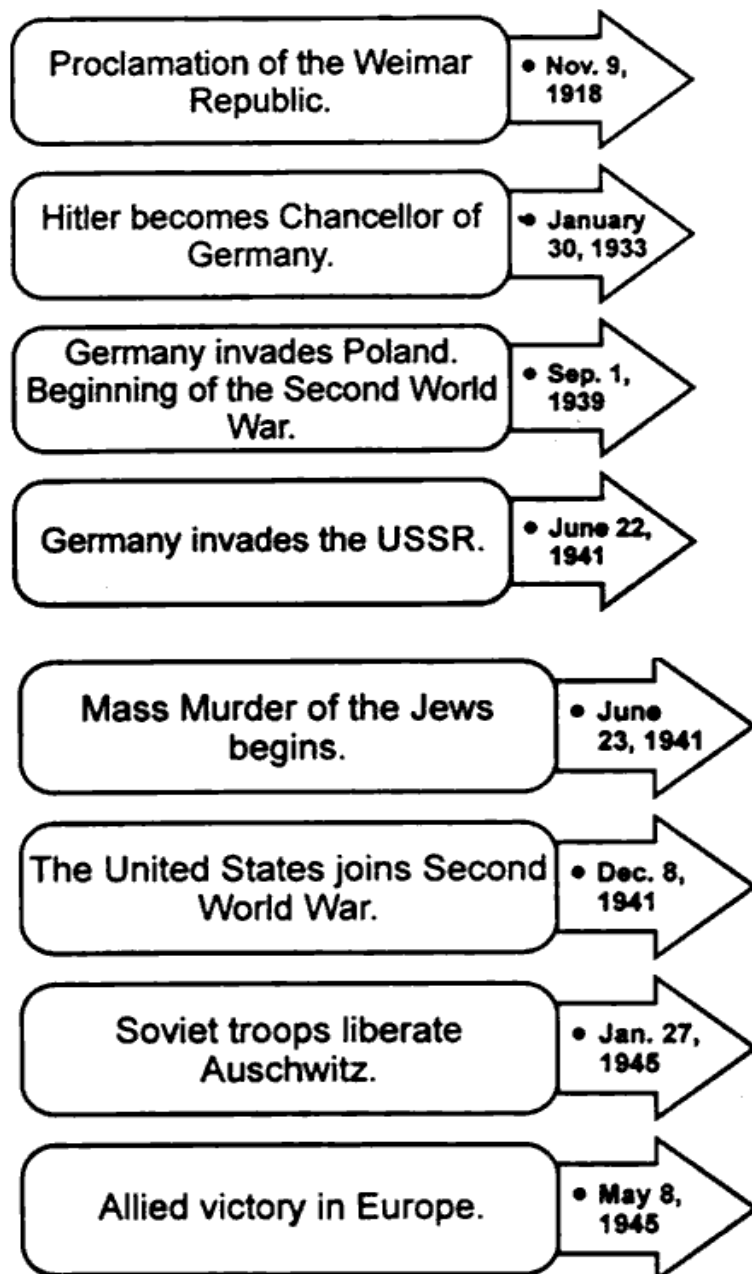 Proclamation of the Weimar
Republic.
• Nov. 9,
1918
Hitler becomes Chancellor of
Germany.
• January
30, 1933
Germany invades Poland.
Beginning of the Second World
War.
• Sep. 1,
1939
Germany invades the USSR.
• June 22,
1941
Mass Murder of the Jews
begins.
• June
23, 1941
The United States joins Second
World War.
• Dec. 8,
1941
Soviet troops liberate
Auschwitz.
• Jan. 27,
1945
Allied victory in Europe.
• May 8,
1945